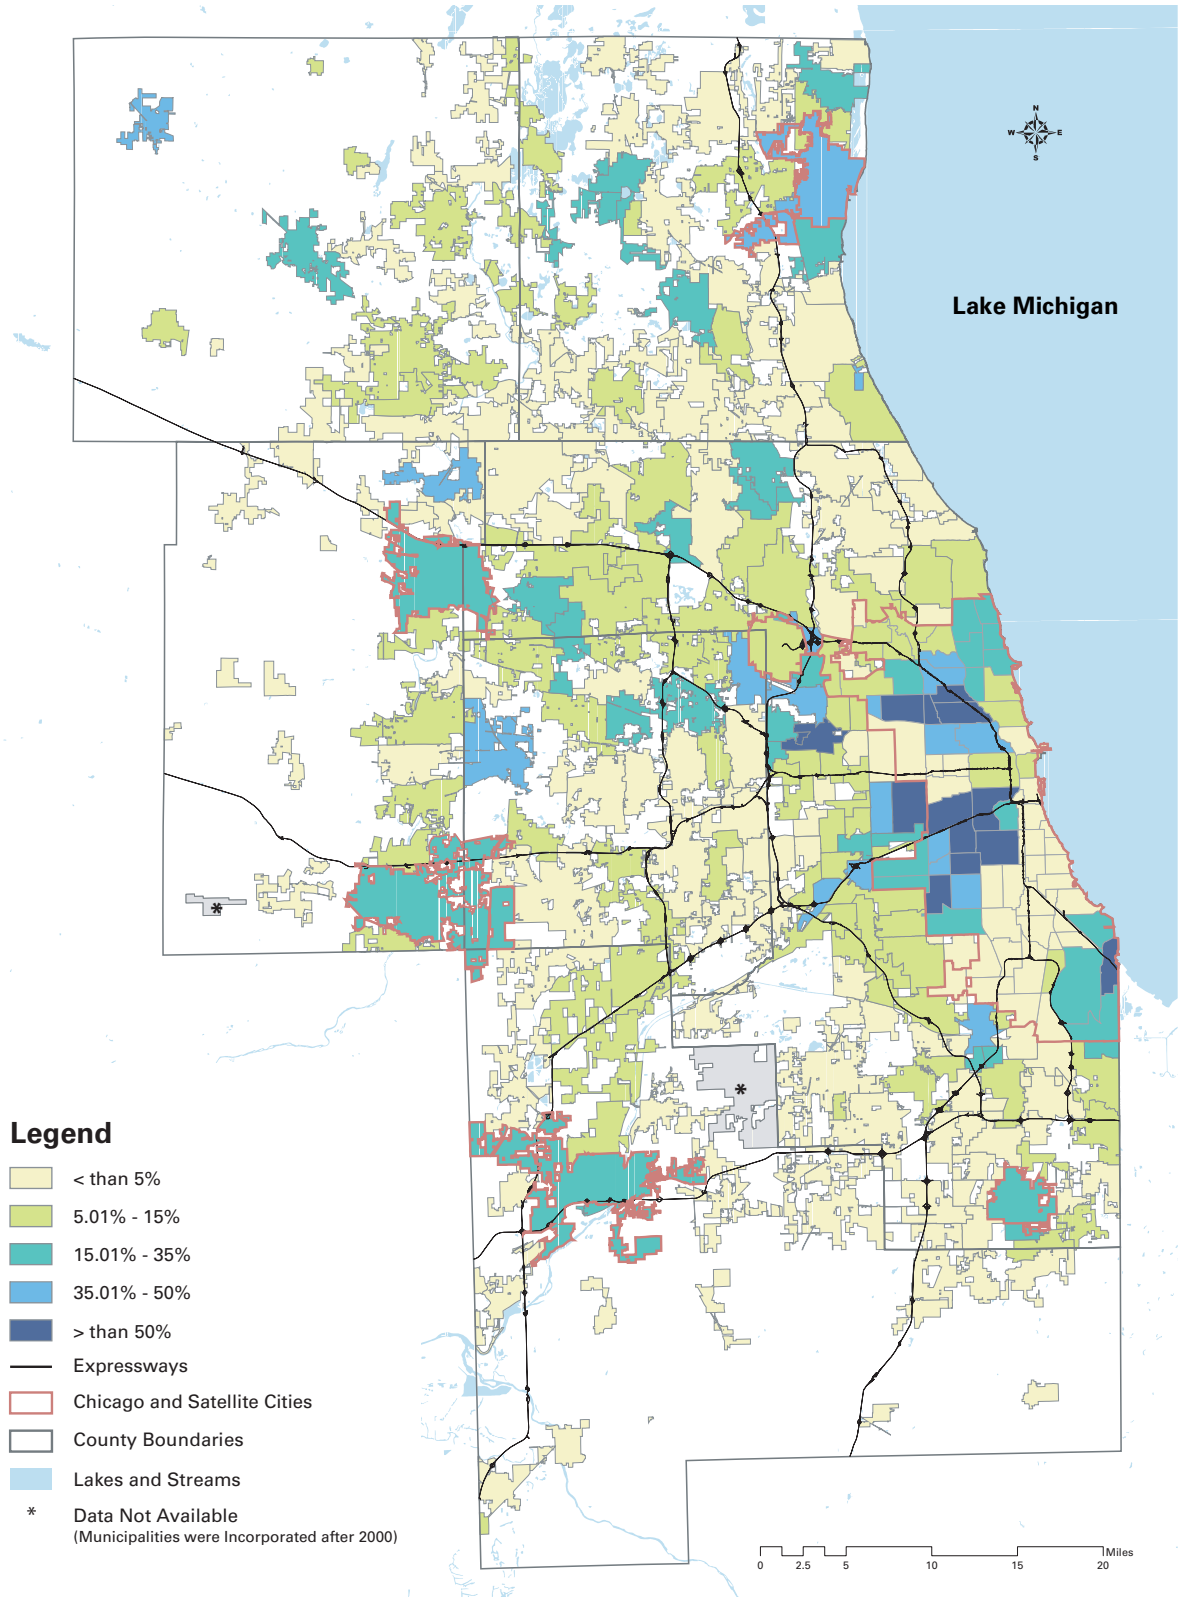 N
W E
S
Lake Michigan
*
*
Legend
< than 5%
5.01% - 15%
15.01% - 35%
35.01% - 50%
> than 50%
Expressways
Chicago and Satellite Cities
County Boundaries
Lakes and Streams
* Data Not Available
(Municipalities were Incorporated after 2000)
Miles
0 2.5 5 10 15 20